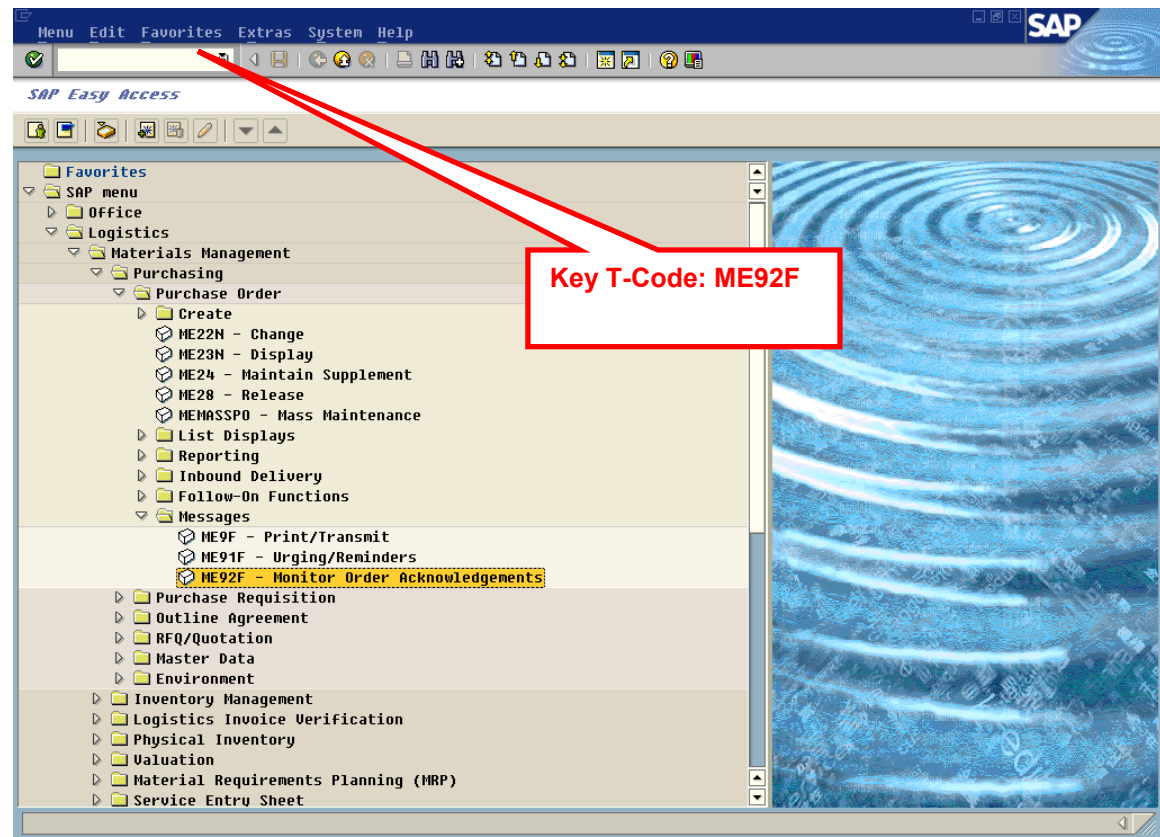 Menu Edit Favorites Extras System Help
SAP
SAP Easy Access
Favorites
SAP menu
Office
Logistics
Materials Management
Purchasing
Purchase Order
Create
ME22N - Change
ME23N - Display
ME24 - Maintain Supplement
ME28 - Release
MEMASSPO - Mass Maintenance
List Displays
Reporting
Inbound Delivery
Follow-On Functions
Messages
ME9F - Print/Transmit
ME91F - Urging/Reminders
ME92F - Monitor Order Acknowledgements
Purchase Requisition
Outline Agreement
RFQ/Quotation
Master Data
Environment
Inventory Management
Logistics Invoice Verification
Physical Inventory
Valuation
Material Requirements Planning (MRP)
Service Entry Sheet
Key T-Code: ME92F